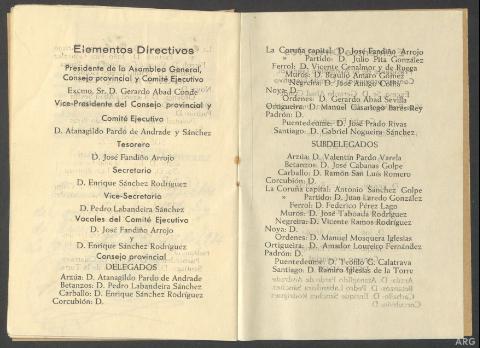 Elementos Directivos
Presidente de la Asamblea General,
Consejo provincial y Comité Ejecutivo
Excmo. Sr. D. Gerardo Abad Conde
Vice-Presidente del Consejo provincial y
Comité Ejecutivo
D. Atanagildo Pardo de Andrade y Sánchez
Tesorero
D. José Fandiño Arrojo
Secretario
D. Enrique Sánchez Rodríguez
Vice-Secretario
D. Pedro Labandeira Sánchez
Vocales del Comité Ejecutivo
D. José Fandiño Arrojo
y
D. Enrique Sánchez Rodríguez
Consejo provincial
DELEGADOS
Arzúa: D. Atanagildo Pardo de Andrade
Betanzos: D. Pedro Labandeira Sánchez
Carballo: D. Enrique Sánchez Rodríguez
Corcubión: D.
La Coruña capital: D. José Fandiño Arrojo
» Partido: D. Julio Pita González
Ferrol: D. Vicente Cenalmor y de Ruega
Muros: D. Braulio Amaro Gómez
Negreira: D. José Amigo Collía
Noya: D.
Ordenes: D. Gerardo Abad Sevilla
Ortigueira: D. Manuel Casariego Pares Rey
Padrón: D.
Puentedeume: D. José Prado Rivas
Santiago: D. Gabriel Nogueira Sánchez.
SUBDELEGADOS
Arzúa: D. Valentín Pardo Varela
Betanzos: D. José Cabanas Golpe
Carballo: D. Ramón San Luis Romero
Corcubión: D.
La Coruña capital: Antonio Sánchez Golpe
» Partido: D. Juan Laredo González
Ferrol: D. Federico Pérez Lago
Muros: D. José Taboada Rodríguez
Negreira: D. Vicente Ramos Rodríguez
Noya: D.
Ordenes: D. Manuel Mosquera Iglesias
Ortigueira: D. Amador Loureiro Fernández
Padrón: D.
Puentedeume: D. Teófilo G. Calatrava
Santiago: D. Ramiro Iglesias de la Torre
ARG